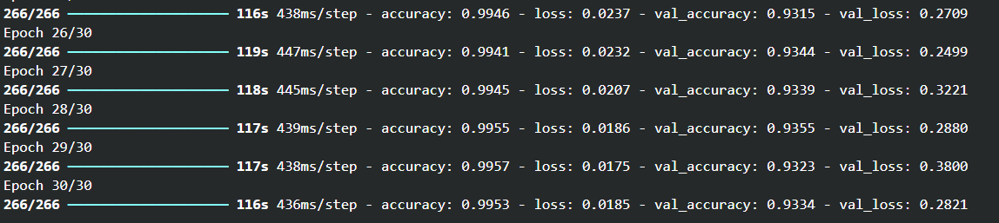 266/266 ━━━━━━━━━━━━━━━━━━━━ 116s 438ms/step - accuracy: 0.9946 - loss: 0.0237 - val_accuracy: 0.9315 - val_loss: 0.2709
Epoch 26/30
266/266 ━━━━━━━━━━━━━━━━━━━━ 119s 447ms/step - accuracy: 0.9941 - loss: 0.0232 - val_accuracy: 0.9344 - val_loss: 0.2499
Epoch 27/30
266/266 ━━━━━━━━━━━━━━━━━━━━ 118s 445ms/step - accuracy: 0.9945 - loss: 0.0207 - val_accuracy: 0.9339 - val_loss: 0.3221
Epoch 28/30
266/266 ━━━━━━━━━━━━━━━━━━━━ 117s 439ms/step - accuracy: 0.9955 - loss: 0.0186 - val_accuracy: 0.9355 - val_loss: 0.2880
Epoch 29/30
266/266 ━━━━━━━━━━━━━━━━━━━━ 117s 438ms/step - accuracy: 0.9957 - loss: 0.0175 - val_accuracy: 0.9323 - val_loss: 0.3800
Epoch 30/30
266/266 ━━━━━━━━━━━━━━━━━━━━ 116s 436ms/step - accuracy: 0.9953 - loss: 0.0185 - val_accuracy: 0.9334 - val_loss: 0.2821